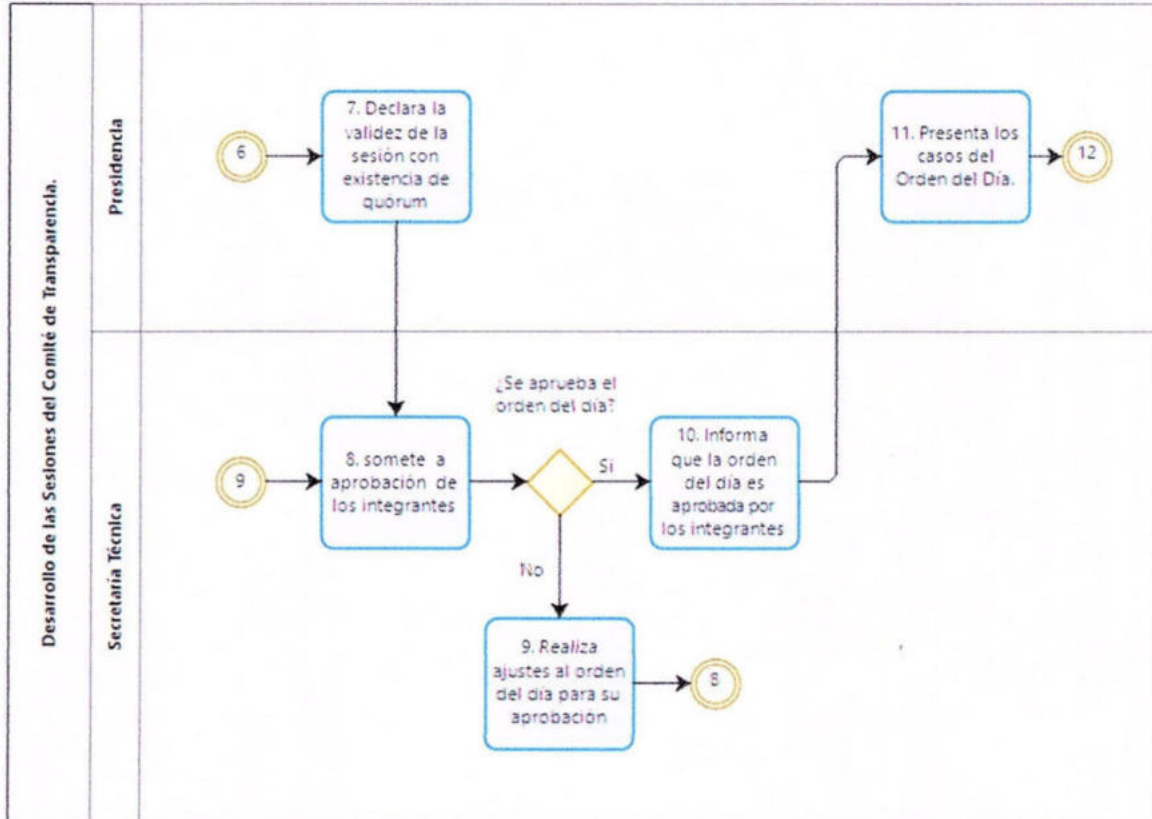 Desarrollo de las Sesiones del Comité de Transparencia.
Presidencia
6
7. Declara la
validez de la
sesión con
existencia de
quórum
11. Presenta los
casos del
Orden del Día.
12
Secretaría Técnica
9
8. somete a
aprobación de
los integrantes
¿Se aprueba el
orden del día?
Si
10. Informa
que la orden
del día es
aprobada por
los integrantes
No
9. Realiza
ajustes al orden
del día para su
aprobación
8